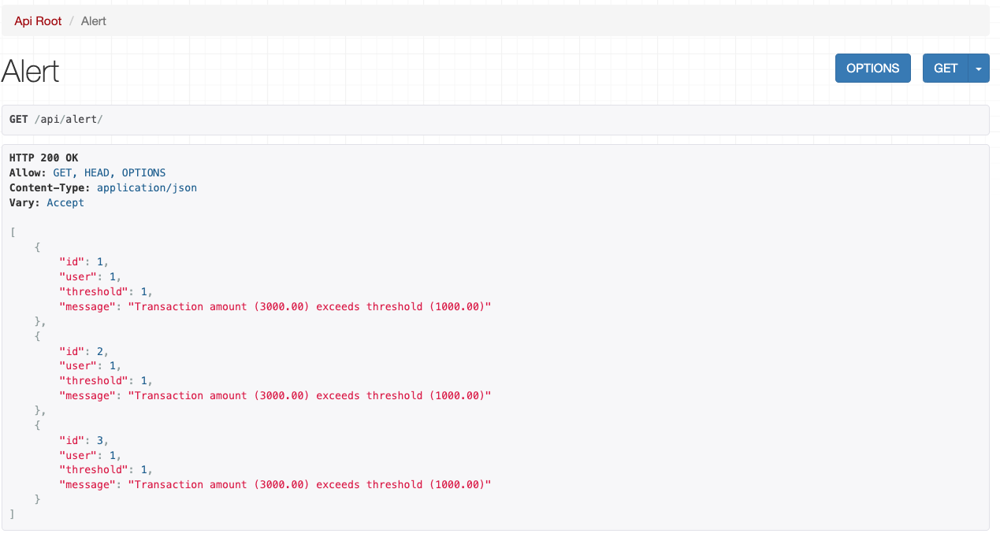 Api Root / Alert
Alert
OPTIONS
GET
GET /api/alert/
HTTP 200 OK
Allow: GET, HEAD, OPTIONS
Content-Type: application/json
Vary: Accept
[
    {
        "id": 1,
        "user": 1,
        "threshold": 1,
        "message": "Transaction amount (3000.00) exceeds threshold (1000.00)"
    },
    {
        "id": 2,
        "user": 1,
        "threshold": 1,
        "message": "Transaction amount (3000.00) exceeds threshold (1000.00)"
    },
    {
        "id": 3,
        "user": 1,
        "threshold": 1,
        "message": "Transaction amount (3000.00) exceeds threshold (1000.00)"
    }
]